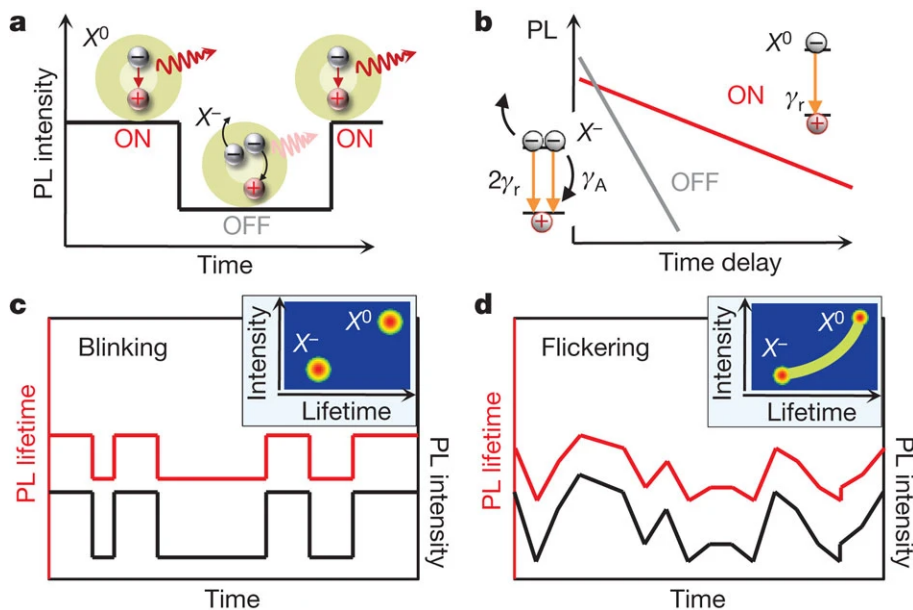 a
X⁰
X⁻
ON
ON
OFF
PL intensity
Time
b
PL
X⁰
ON
γr
X⁻
2γr
γA
OFF
Time delay
c
Blinking
Intensity
X⁰
X⁻
Lifetime
PL lifetime
PL intensity
Time
d
Flickering
Intensity
X⁰
X⁻
Lifetime
PL lifetime
PL intensity
Time